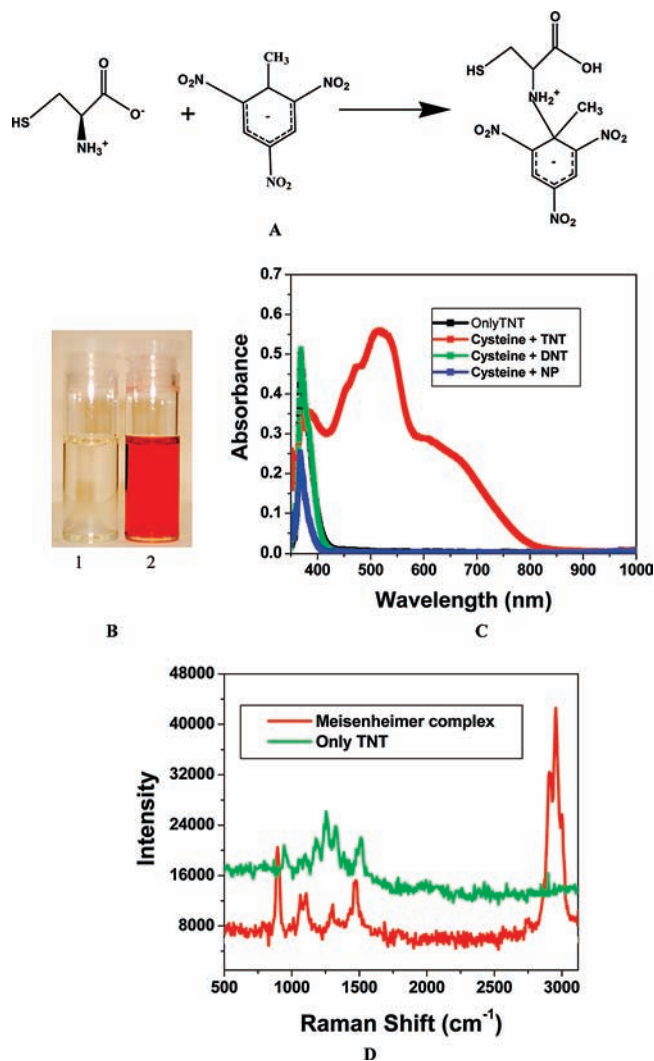 CH₃
O₂N
NO₂
NO₂
O
HS
O⁻
NH₃⁺
+
-
O
HS
OH
NH₂⁺
CH₃
O₂N
NO₂
-
NO₂
A
0.7
0.6
0.5
0.4
0.3
0.2
0.1
0.0
Absorbance
OnlyTNT
Cysteine + TNT
Cysteine + DNT
Cysteine + NP
400 500 600 700 800 900 1000
Wavelength (nm)
1 2
B
C
48000
40000
32000
24000
16000
8000
Intensity
Meisenheimer complex
Only TNT
500 1000 1500 2000 2500 3000
Raman Shift (cm⁻¹)
D